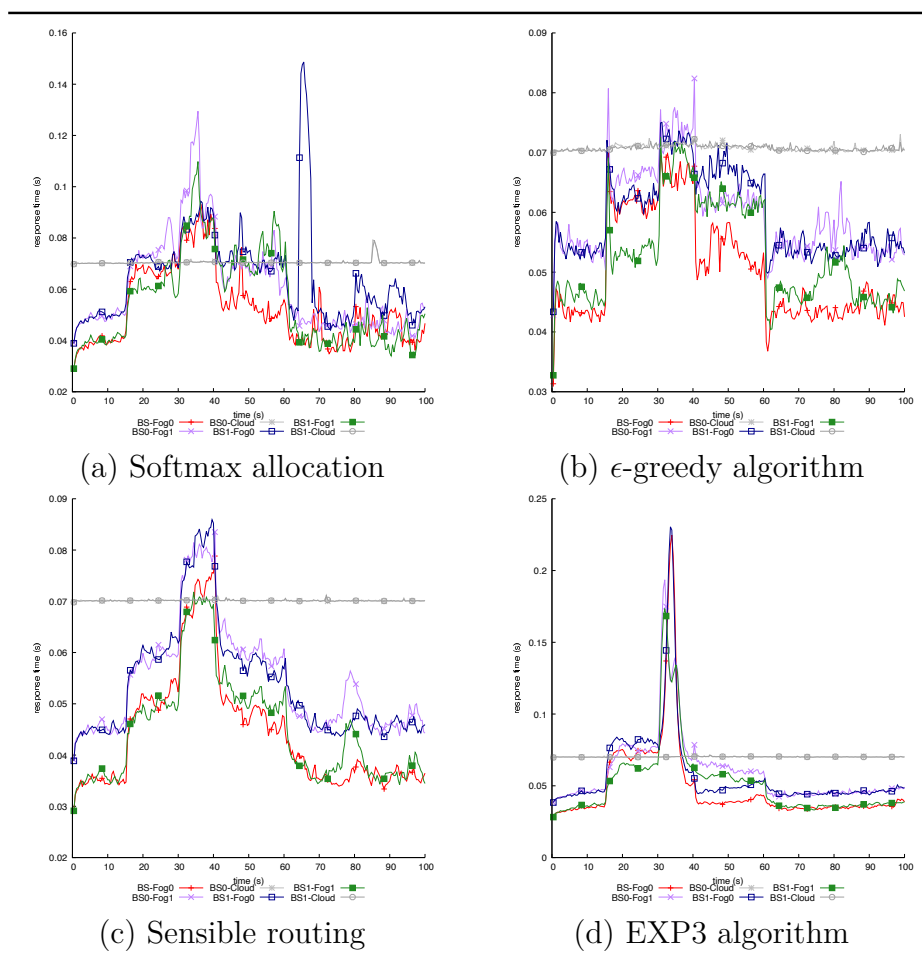 0.16
0.14
0.12
0.1
0.08
0.06
0.04
0.02
response time (s)
0 10 20 30 40 50 60 70 80 90 100
time (s)
BS-Fog0 BS0-Cloud BS1-Fog1
BS0-Fog1 BS1-Fog0 BS1-Cloud
(a) Softmax allocation
0.09
0.08
0.07
0.06
0.05
0.04
0.03
response time (s)
0 10 20 30 40 50 60 70 80 90 100
time (s)
BS-Fog0 BS0-Cloud BS1-Fog1
BS0-Fog1 BS1-Fog0 BS1-Cloud
(b) ϵ-greedy algorithm
0.09
0.08
0.07
0.06
0.05
0.04
0.03
0.02
response time (s)
0 10 20 30 40 50 60 70 80 90 100
time (s)
BS-Fog0 BS0-Cloud BS1-Fog1
BS0-Fog1 BS1-Fog0 BS1-Cloud
(c) Sensible routing
0.25
0.2
0.15
0.1
0.05
0
response time (s)
0 10 20 30 40 50 60 70 80 90 100
time (s)
BS-Fog0 BS0-Cloud BS1-Fog1
BS0-Fog1 BS1-Fog0 BS1-Cloud
(d) EXP3 algorithm